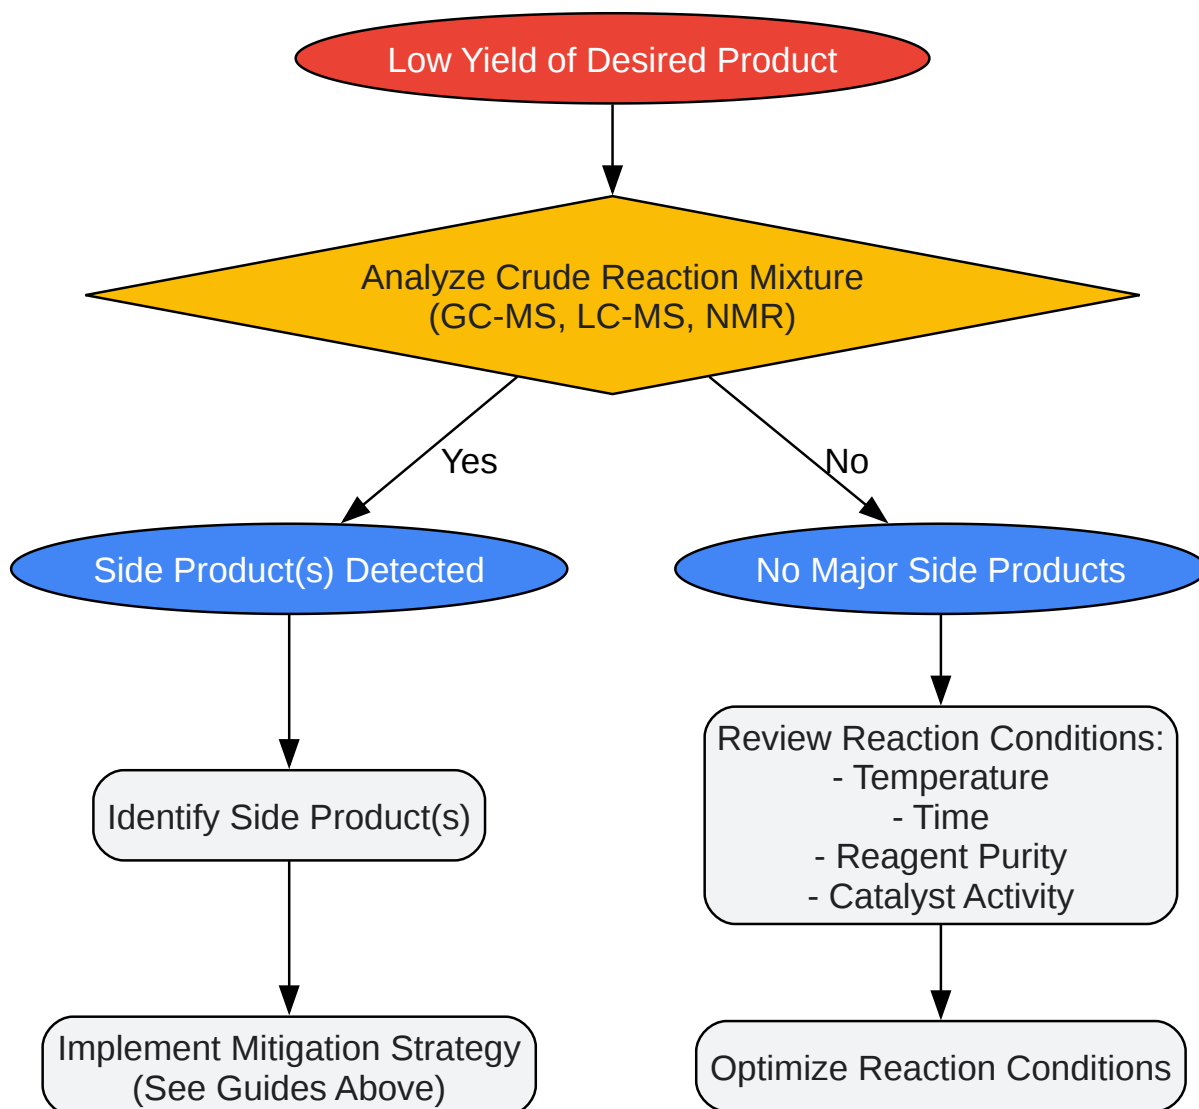 Low Yield of Desired Product
Analyze Crude Reaction Mixture
(GC-MS, LC-MS, NMR)
Yes
No
Side Product(s) Detected
No Major Side Products
Identify Side Product(s)
Review Reaction Conditions:
- Temperature
- Time
- Reagent Purity
- Catalyst Activity
Implement Mitigation Strategy
(See Guides Above)
Optimize Reaction Conditions